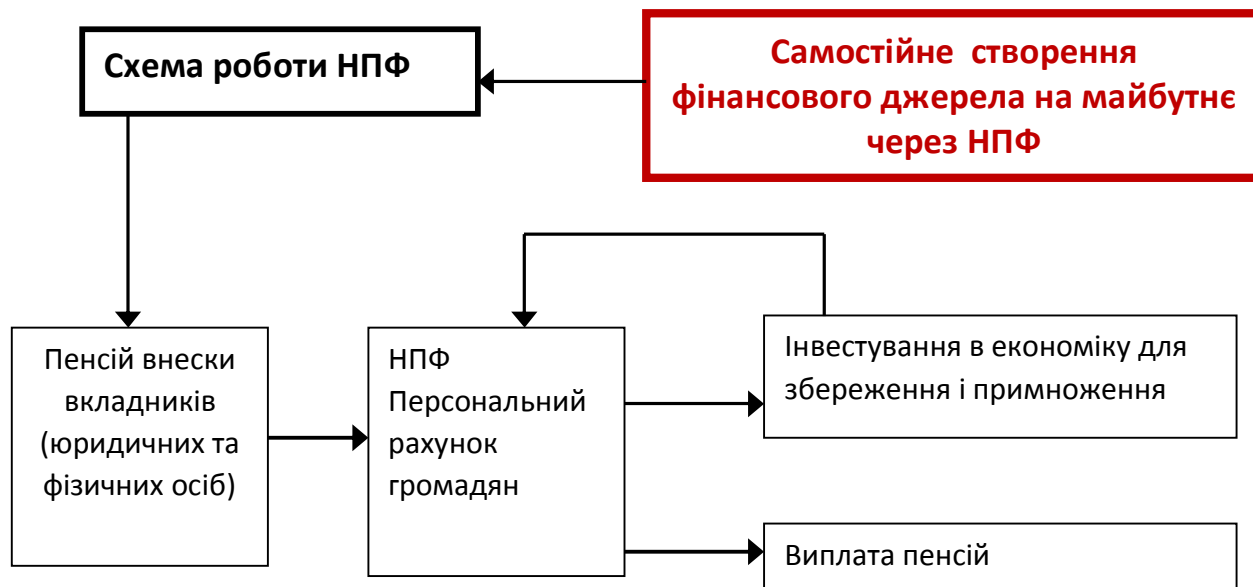 Схема роботи НПФ
Самостійне створення
фінансового джерела на майбутнє
через НПФ
Пенсій внески
вкладників
(юридичних та
фізичних осіб)
НПФ
Персональний
рахунок
громадян
Інвестування в економіку для
збереження і примноження
Виплата пенсій